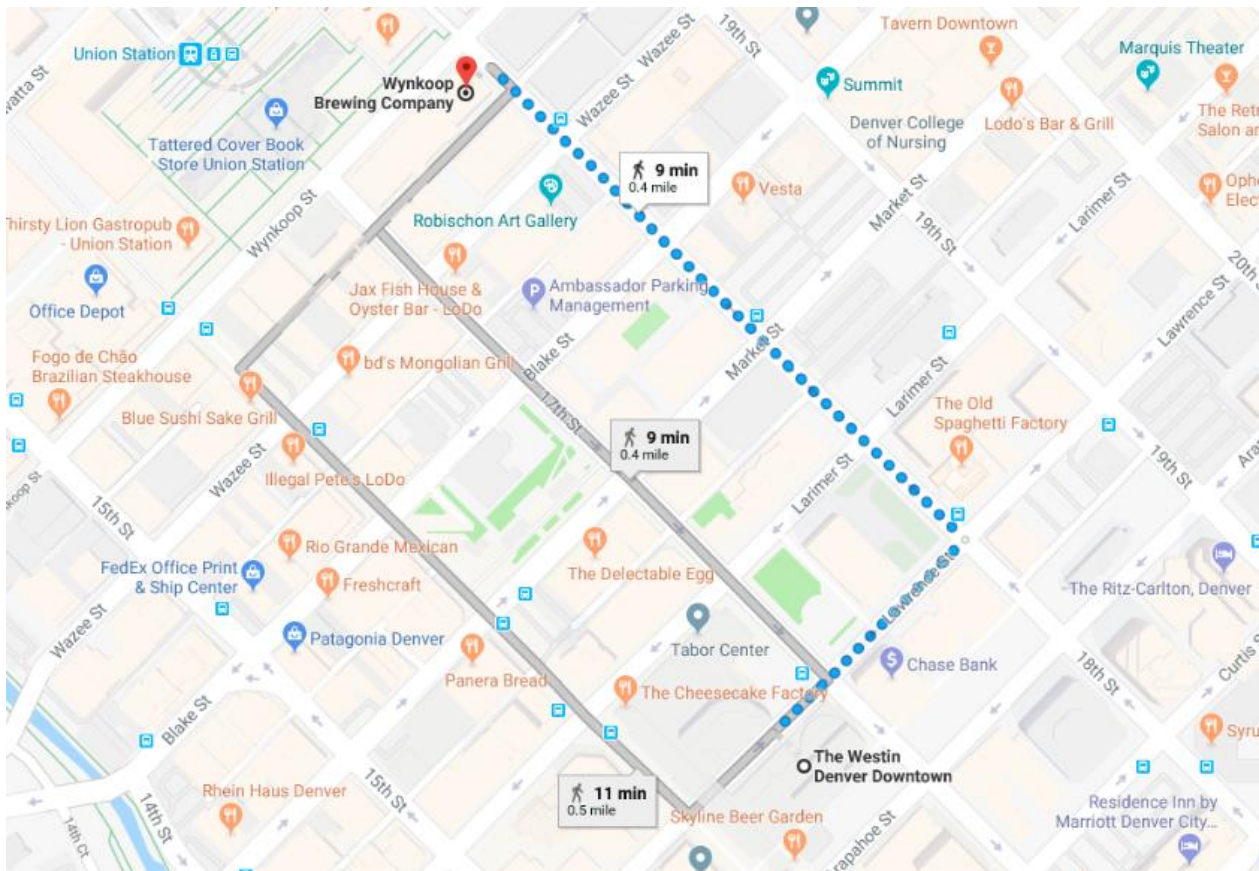 Wazee St
19th St
Tavern Downtown
Union Station
Marquis Theater
Wynkoop
Brewing Company
Wazee St
Summit
The Ret
Salon an
Lodo's Bar & Grill
Denver College
of Nursing
Tattered Cover Book
Store Union Station
9 min
0.4 mile
Vesta
Oph
Elect
Larimer St
Market St
Robischon Art Gallery
Thirsty Lion Gastropub
- Union Station
Wynkoop St
19th St
20th St
Jax Fish House &
Oyster Bar - LoDo
Ambassador Parking
Management
Office Depot
Lawrence St
Fogo de Chão
Brazilian Steakhouse
bd's Mongolian Grill
Blake St
Market St
Larimer St
Blue Sushi Sake Grill
17th St
The Old
Spaghetti Factory
9 min
0.4 mile
Wazee St
Illegal Pete's LoDo
Larimer St
19th St
15th St
Rio Grande Mexican
FedEx Office Print
& Ship Center
Freshcraft
The Delectable Egg
Lawrence St
The Ritz-Carlton, Denver
Wazee St
Patagonia Denver
Tabor Center
Chase Bank
18th St
Curtis S
Panera Bread
The Cheesecake Factory
Blake St
Syru
The Westin
Denver Downtown
11 min
0.5 mile
Rhein Haus Denver
15th St
14th St
14th Ct
Skyline Beer Garden
Residence Inn by
Marriott Denver City...
Arapahoe St